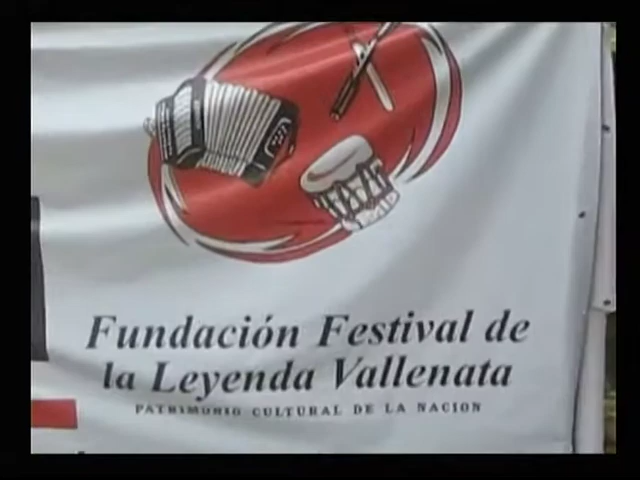 Fundación Festival de
la Leyenda Vallenata
PATRIMONIO CULTURAL DE LA NACION